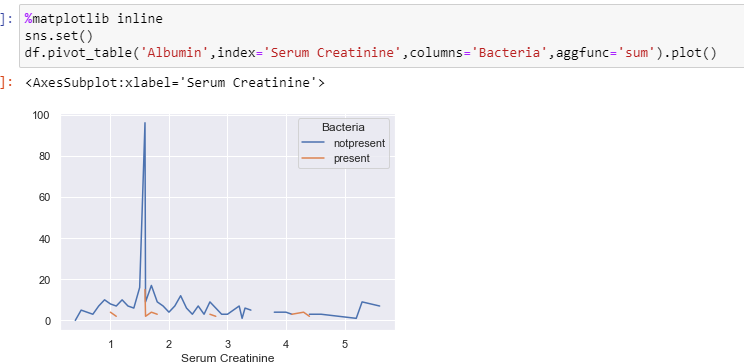 ]: %matplotlib inline
sns.set()
df.pivot_table('Albumin',index='Serum Creatinine',columns='Bacteria',aggfunc='sum').plot()
]: <AxesSubplot:xlabel='Serum Creatinine'>
100
80
60
40
20
0
Bacteria
notpresent
present
1 2 3 4 5
Serum Creatinine